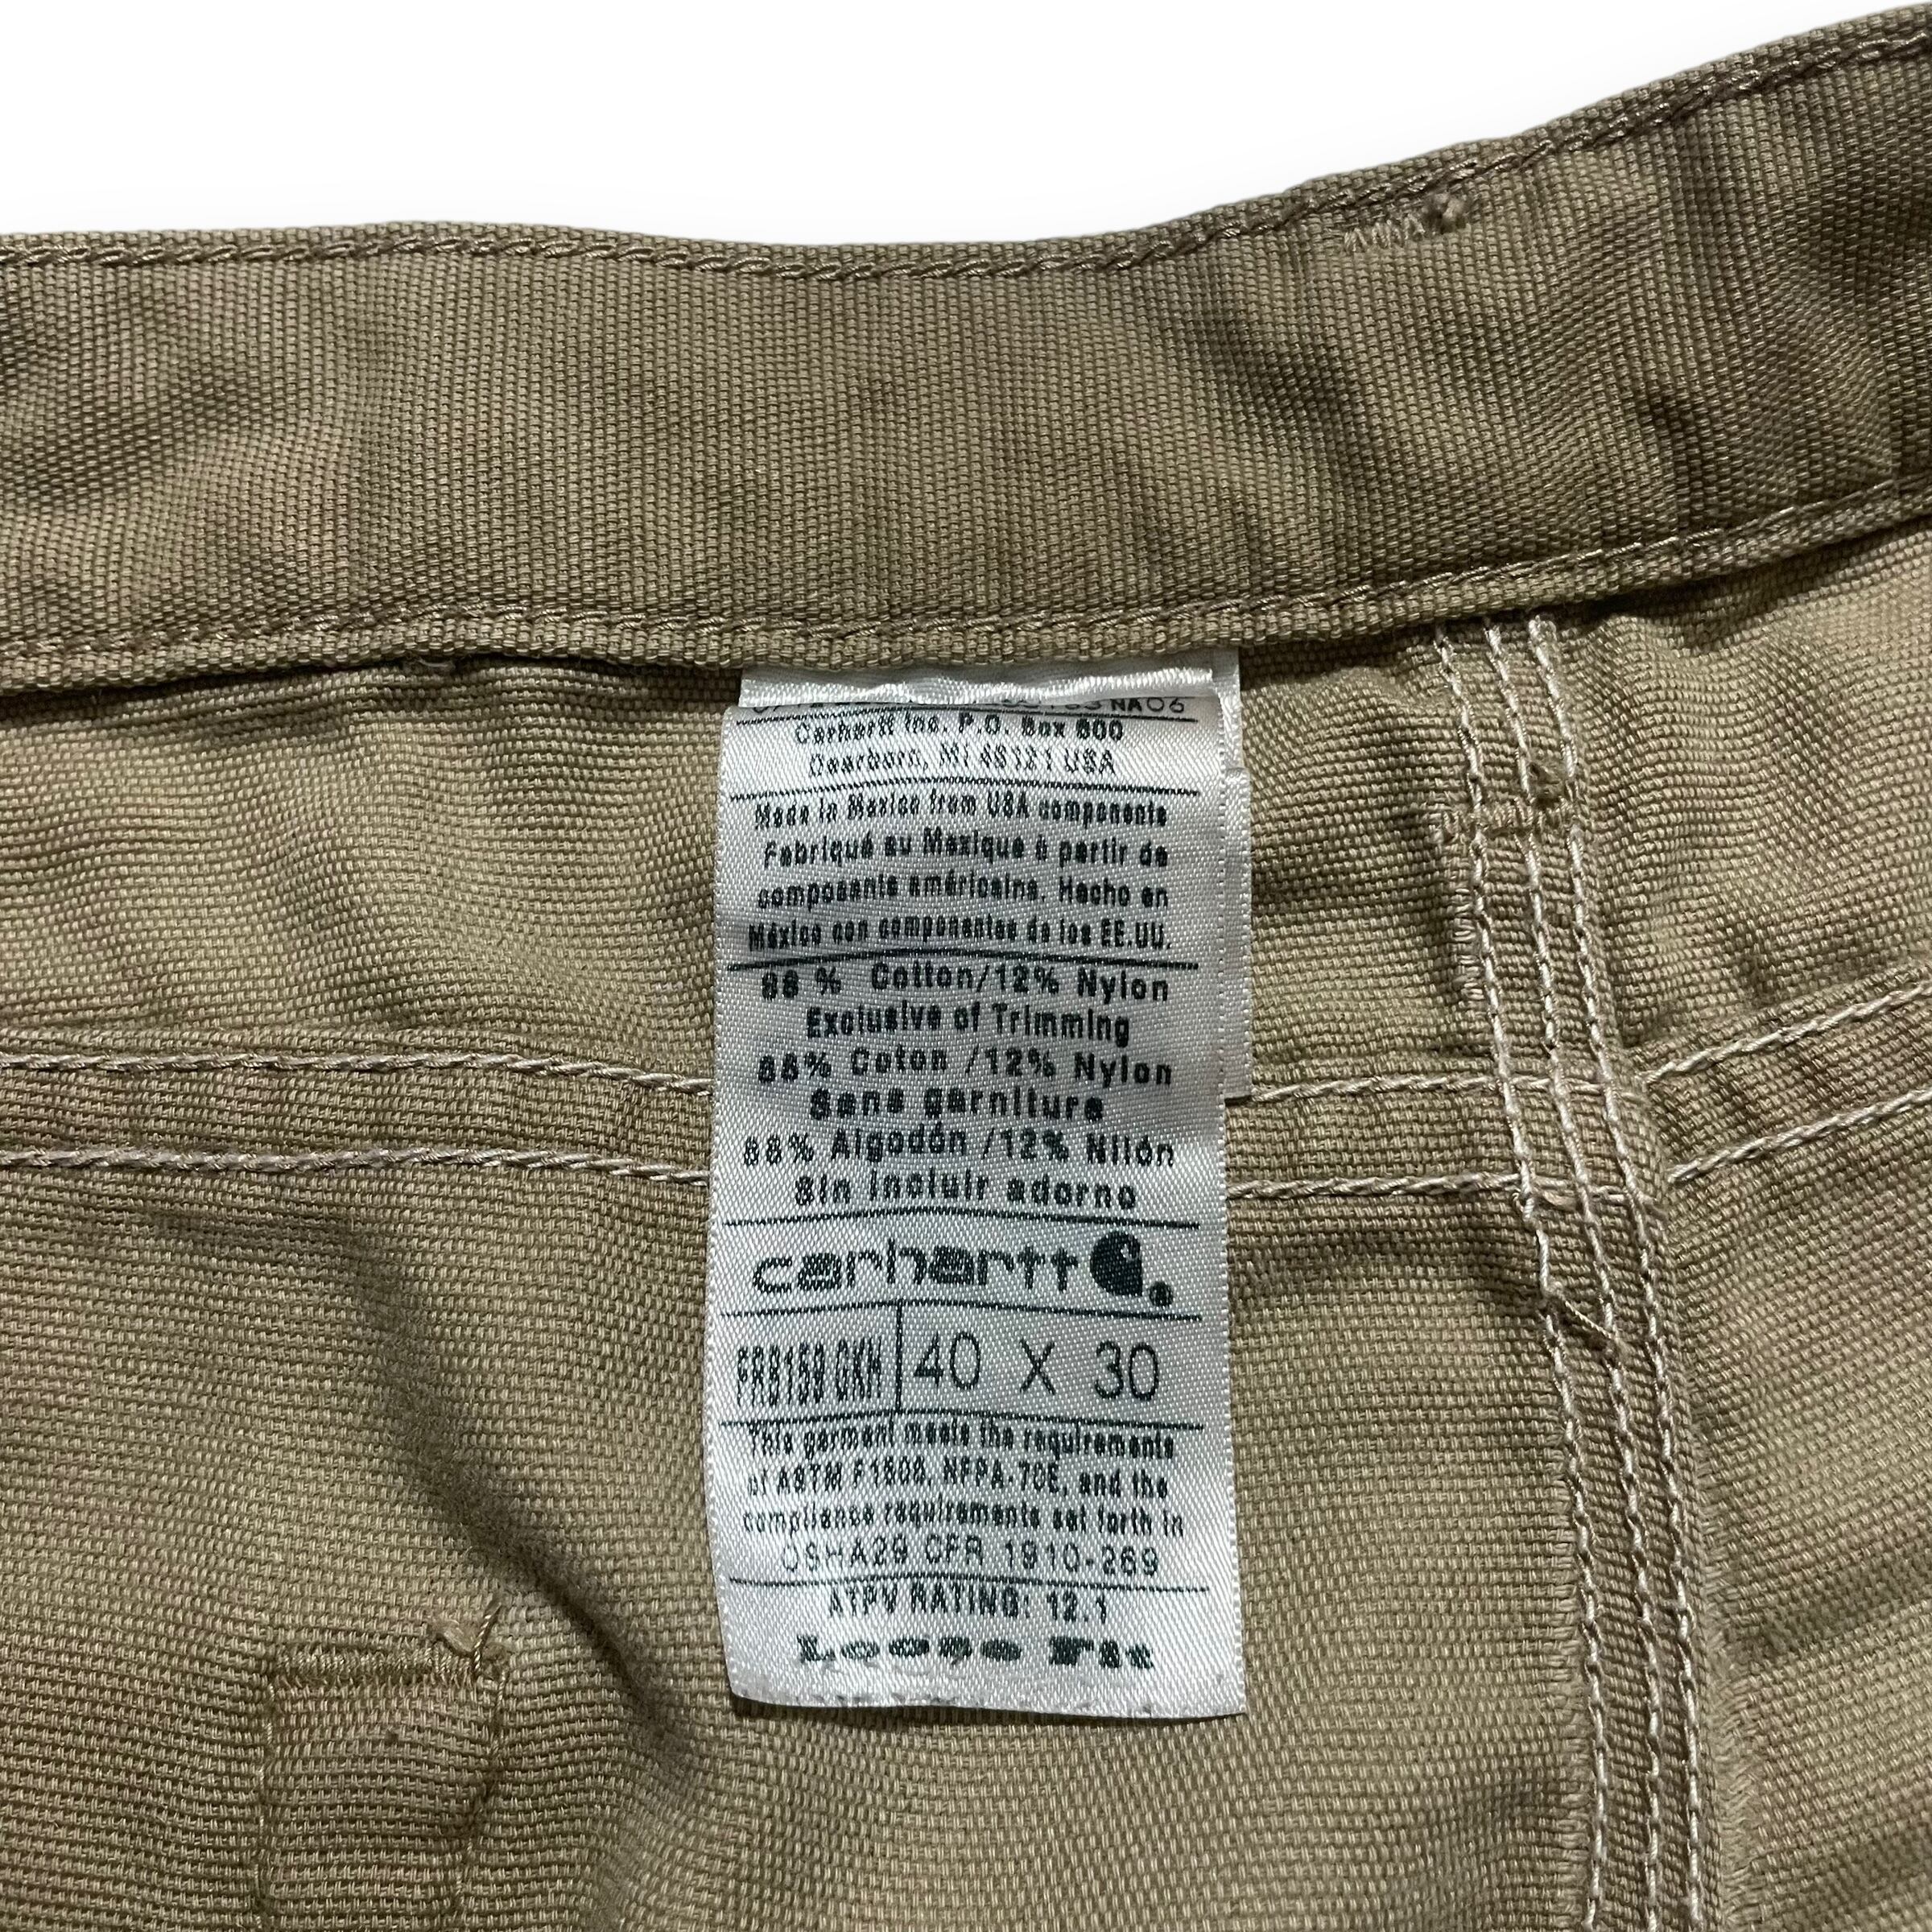 NA06
Carhartt Inc. P.O. Box 600
Dearborn, MI 48121 USA
Made in Mexico from USA components
Fabriqué au Mexique à partir de
composants américains. Hecho en
México con componentes de los EE.UU.
88 % Cotton/12% Nylon
Exclusive of Trimming
88% Coton /12% Nylon
Sans garniture
88% Algodón /12% Nilón
Sin incluir adorno
carhartt ®
FRB159 GKH 40 X 30
This garment meets the requirements
of ASTM F1506, NFPA-70E, and the
compliance requirements set forth in
OSHA29 CFR 1910-269
ATPV RATING: 12.1
Loose Fit